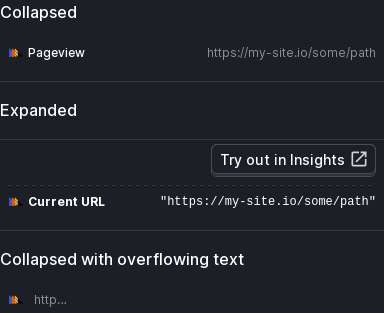 Collapsed
Pageview https://my-site.io/some/path
Expanded
Try out in Insights
Current URL "https://my-site.io/some/path"
Collapsed with overflowing text
http...